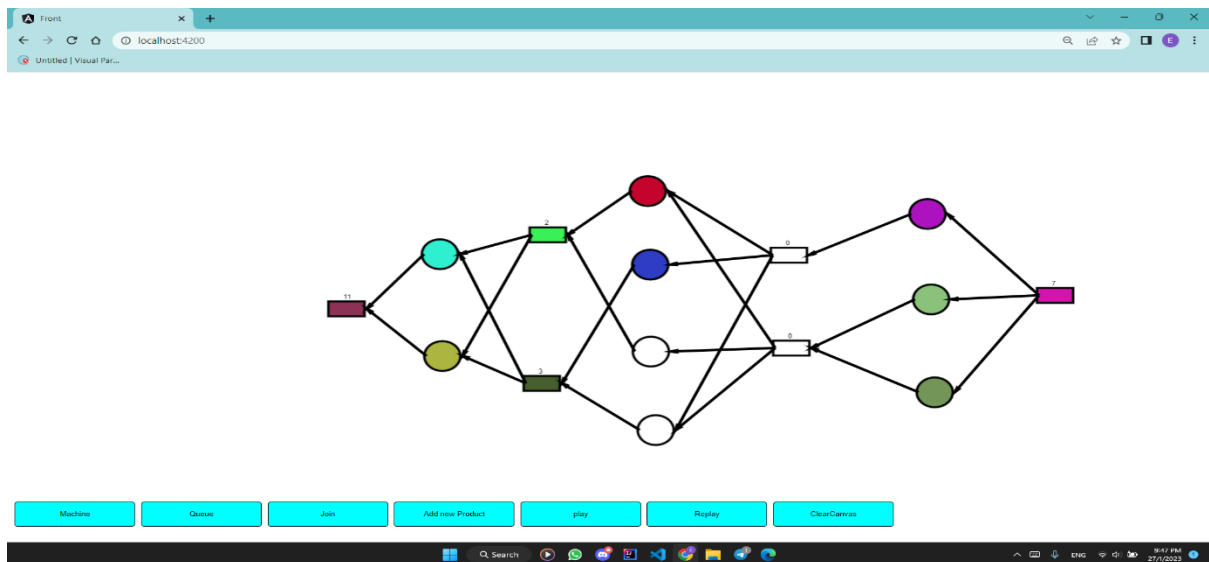 Front
localhost:4200
E
Untitled | Visual Par...
2
0
7
11
0
3
Machine
Queue
Join
Add new Product
play
Replay
ClearCanvas
Search
ENG
9:47 PM
27/1/2023